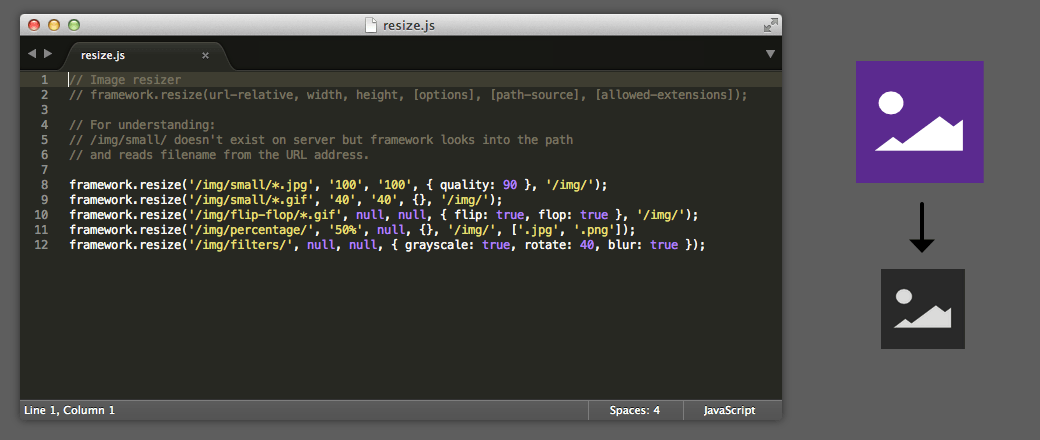 resize.js
resize.js ×
1 // Image resizer
2 // framework.resize(url-relative, width, height, [options], [path-source], [allowed-extensions]);
3
4 // For understanding:
5 // /img/small/ doesn't exist on server but framework looks into the path
6 // and reads filename from the URL address.
7
8 framework.resize('/img/small/*.jpg', '100', '100', { quality: 90 }, '/img/');
9 framework.resize('/img/small/*.gif', '40', '40', {}, '/img/');
10 framework.resize('/img/flip-flop/*.gif', null, null, { flip: true, flop: true }, '/img/');
11 framework.resize('/img/percentage/', '50%', null, {}, '/img/', ['.jpg', '.png']);
12 framework.resize('/img/filters/', null, null, { grayscale: true, rotate: 40, blur: true });
Line 1, Column 1 Spaces: 4 JavaScript